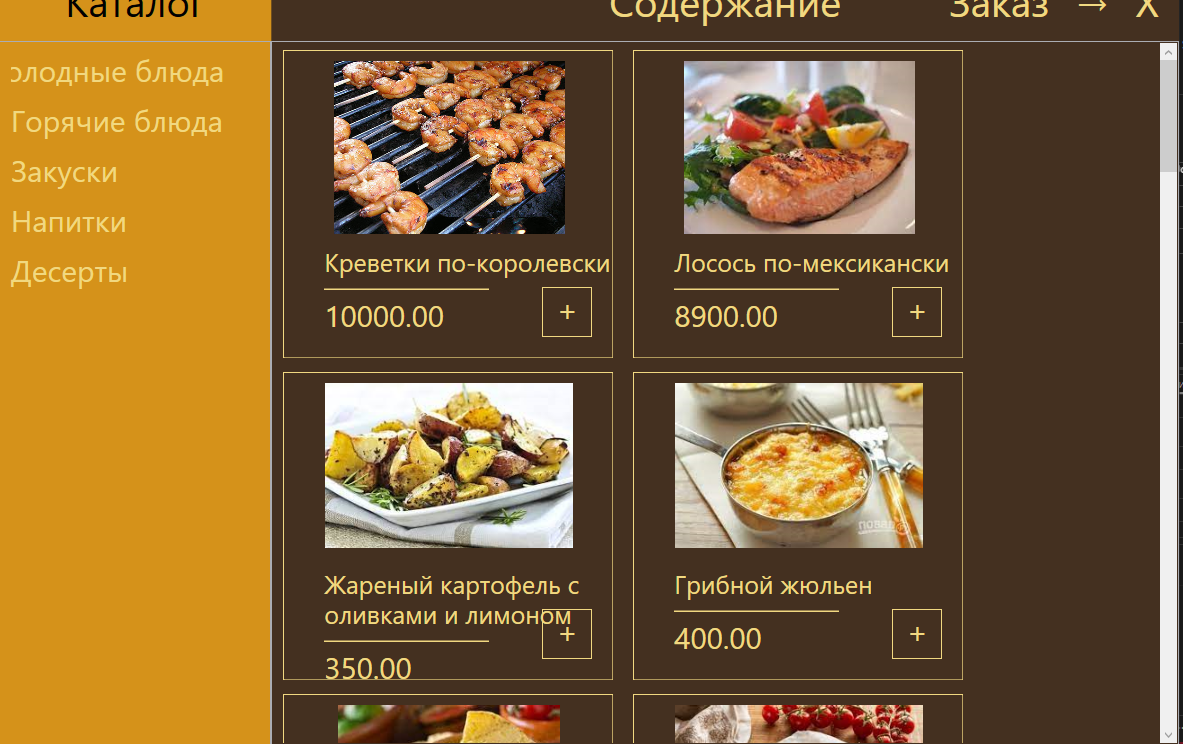 Каталог
Содержание
Заказ → X
олодные блюда
Горячие блюда
Закуски
Напитки
Десерты
Креветки по-королевски
10000.00
+
Лосось по-мексикански
8900.00
+
Жареный картофель с
оливками и лимоном
350.00
+
Грибной жюльен
400.00
+